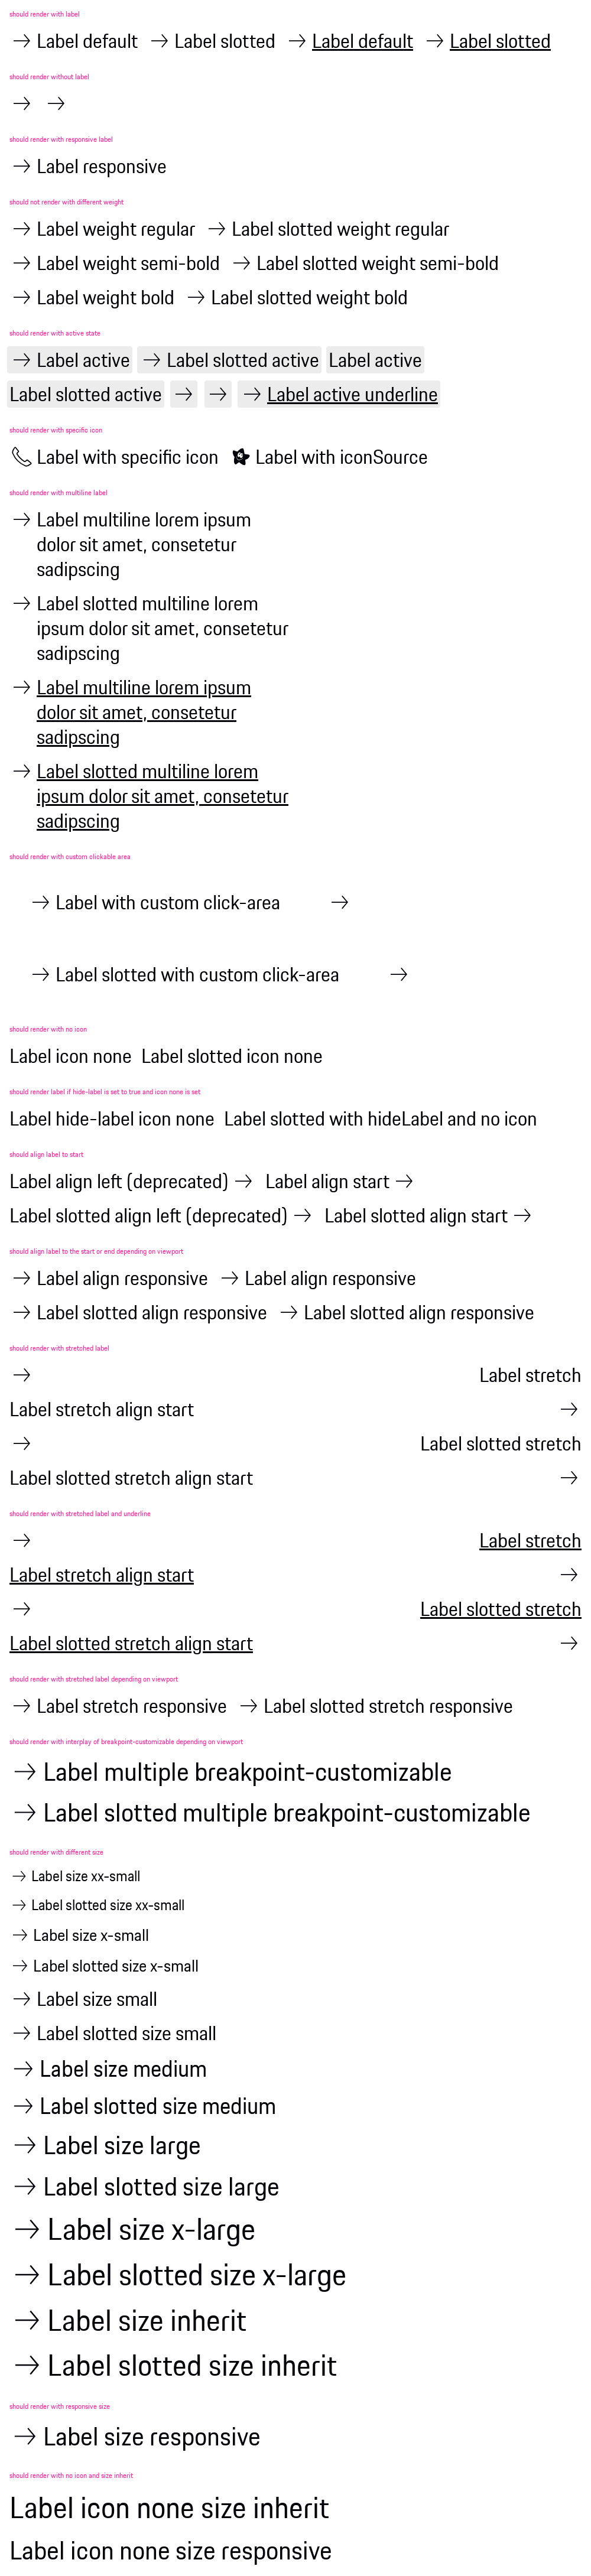 should render with label
Label default Label slotted Label default Label slotted
should render without label
should render with responsive label
Label responsive
should not render with different weight
Label weight regular Label slotted weight regular
Label weight semi-bold Label slotted weight semi-bold
Label weight bold Label slotted weight bold
should render with active state
Label active Label slotted active Label active
Label slotted active Label active underline
should render with specific icon
Label with specific icon Label with iconSource
should render with multiline label
Label multiline lorem ipsum
dolor sit amet, consetetur
sadipscing
Label slotted multiline lorem
ipsum dolor sit amet, consetetur
sadipscing
Label multiline lorem ipsum
dolor sit amet, consetetur
sadipscing
Label slotted multiline lorem
ipsum dolor sit amet, consetetur
sadipscing
should render with custom clickable area
Label with custom click-area
Label slotted with custom click-area
should render with no icon
Label icon none Label slotted icon none
should render label if hide-label is set to true and icon none is set
Label hide-label icon none Label slotted with hideLabel and no icon
should align label to start
Label align left (deprecated) Label align start
Label slotted align left (deprecated) Label slotted align start
should align label to the start or end depending on viewport
Label align responsive Label align responsive
Label slotted align responsive Label slotted align responsive
should render with stretched label
Label stretch
Label stretch align start
Label slotted stretch
Label slotted stretch align start
should render with stretched label and underline
Label stretch
Label stretch align start
Label slotted stretch
Label slotted stretch align start
should render with stretched label depending on viewport
Label stretch responsive Label slotted stretch responsive
should render with interplay of breakpoint-customizable depending on viewport
Label multiple breakpoint-customizable
Label slotted multiple breakpoint-customizable
should render with different size
Label size xx-small
Label slotted size xx-small
Label size x-small
Label slotted size x-small
Label size small
Label slotted size small
Label size medium
Label slotted size medium
Label size large
Label slotted size large
Label size x-large
Label slotted size x-large
Label size inherit
Label slotted size inherit
should render with responsive size
Label size responsive
should render with no icon and size inherit
Label icon none size inherit
Label icon none size responsive